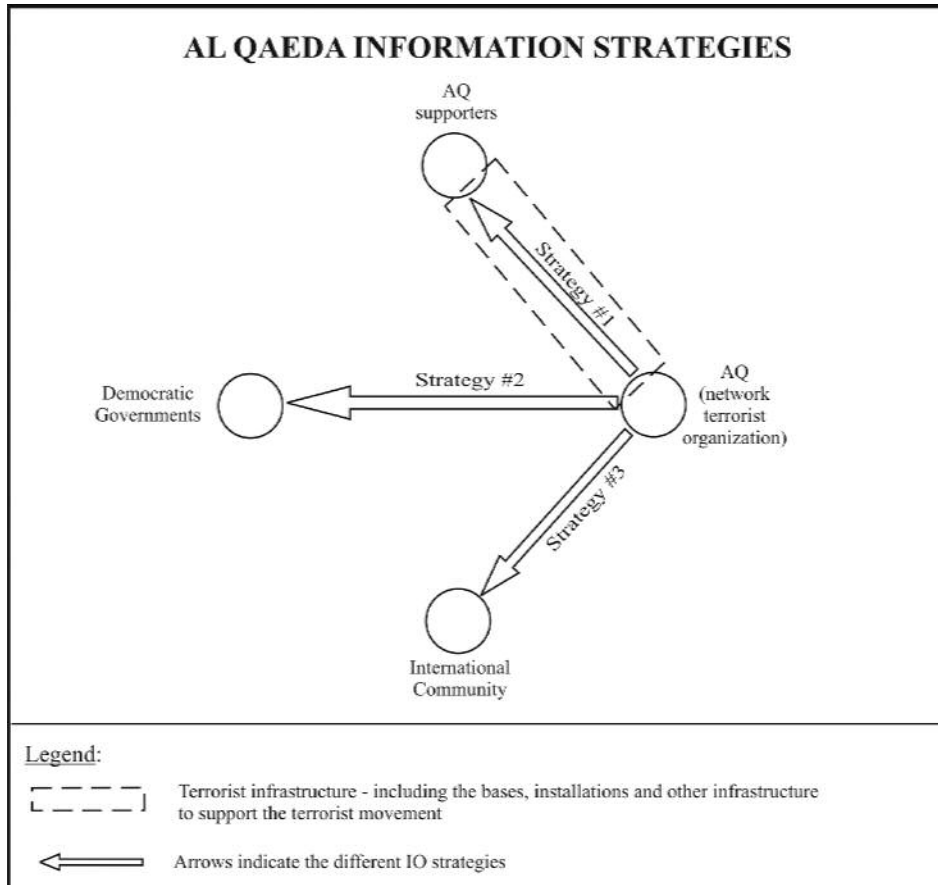 AL QAEDA INFORMATION STRATEGIES
AQ
supporters
Strategy #1
Strategy #2
Democratic
Governments
AQ
(network
terrorist
organization)
Strategy #3
International
Community
Legend:
Terrorist infrastructure - including the bases, installations and other infrastructure
to support the terrorist movement
Arrows indicate the different IO strategies